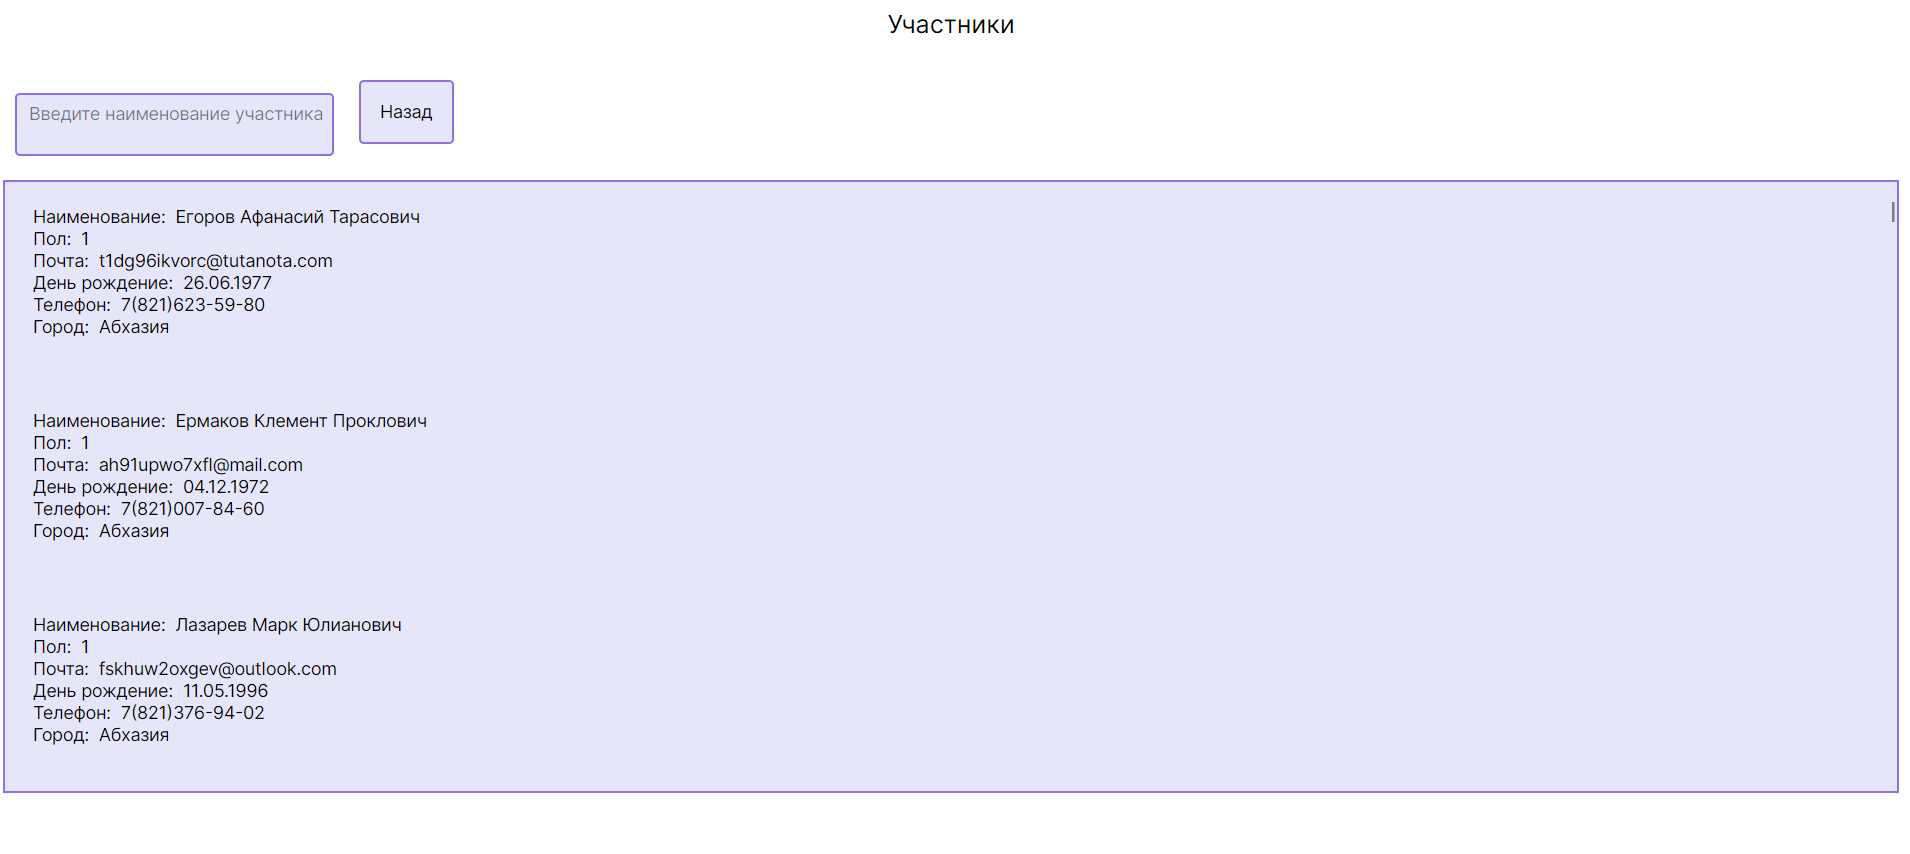 Участники
Введите наименование участника
Назад
Наименование: Егоров Афанасий Тарасович
Пол: 1
Почта: t1dg96ikvorc@tutanota.com
День рождение: 26.06.1977
Телефон: 7(821)623-59-80
Город: Абхазия
Наименование: Ермаков Клемент Проклович
Пол: 1
Почта: ah91upwo7xfl@mail.com
День рождение: 04.12.1972
Телефон: 7(821)007-84-60
Город: Абхазия
Наименование: Лазарев Марк Юлианович
Пол: 1
Почта: fskhuw2oxgev@outlook.com
День рождение: 11.05.1996
Телефон: 7(821)376-94-02
Город: Абхазия